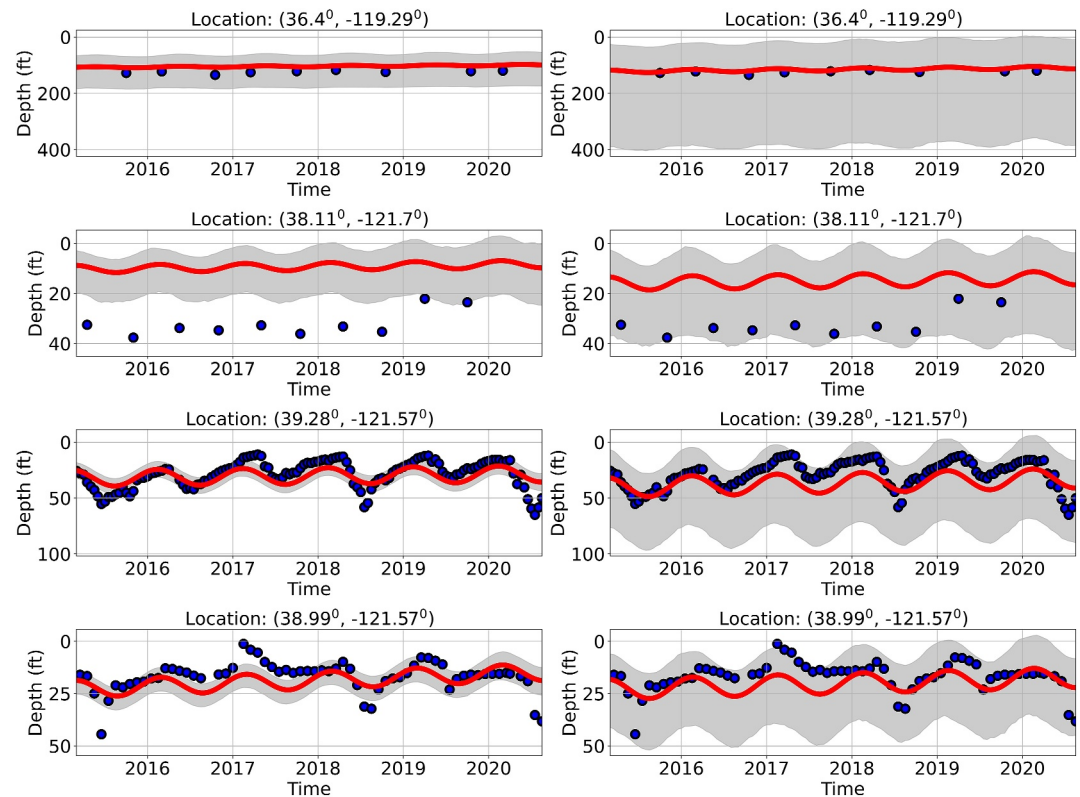 Location: (36.4⁰, -119.29⁰)
Depth (ft)
0
200
400
2016 2017 2018 2019 2020
Time
Location: (36.4⁰, -119.29⁰)
Depth (ft)
0
200
400
2016 2017 2018 2019 2020
Time
Location: (38.11⁰, -121.7⁰)
Depth (ft)
0
20
40
2016 2017 2018 2019 2020
Time
Location: (38.11⁰, -121.7⁰)
Depth (ft)
0
20
40
2016 2017 2018 2019 2020
Time
Location: (39.28⁰, -121.57⁰)
Depth (ft)
0
50
100
2016 2017 2018 2019 2020
Time
Location: (39.28⁰, -121.57⁰)
Depth (ft)
0
50
100
2016 2017 2018 2019 2020
Time
Location: (38.99⁰, -121.57⁰)
Depth (ft)
0
25
50
2016 2017 2018 2019 2020
Time
Location: (38.99⁰, -121.57⁰)
Depth (ft)
0
25
50
2016 2017 2018 2019 2020
Time